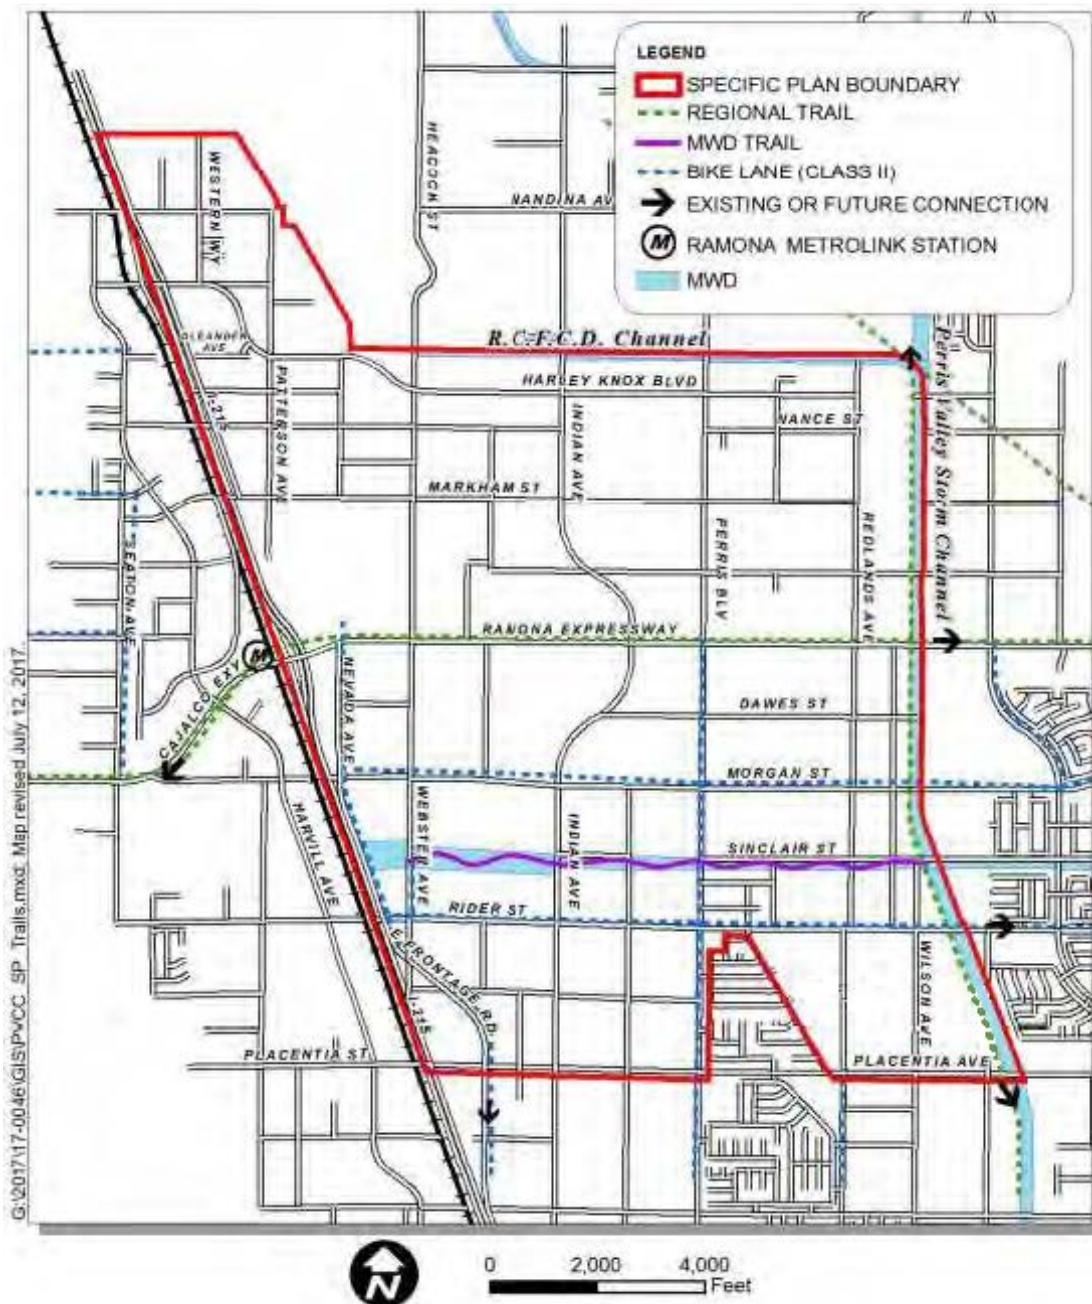 LEGEND
SPECIFIC PLAN BOUNDARY
REGIONAL TRAIL
MWD TRAIL
BIKE LANE (CLASS II)
EXISTING OR FUTURE CONNECTION
M RAMONA METROLINK STATION
MWD
WESTERN WY
HEACOCK ST
NANDINA AV
OLEANDER
AVE
R.C.F.C.D. Channel
Perris Valley Storm Channel
HARLEY KNOX BLVD
PATTERSON AVE
I-215
INDIAN AVE
NANCE ST
MARKHAM ST
SEATON AVE
PERRIS BLV
REDLANDS AVE
RAMONA EXPRESSWAY
M
CAJALCO EXY
NEVADA AVE
DAWES ST
MORGAN ST
HARVILL AVE
WEBSTER AVE
INDIAN AVE
SINCLAIR ST
RIDER ST
E FRONTAGE RD
I-215
WILSON AVE
PLACENTIA ST
PLACENTIA AVE
G:\2017\17-0046\GIS\PVCC_SP_Trails.mxd; Map revised July 12, 2017.
N
0 2,000 4,000
Feet